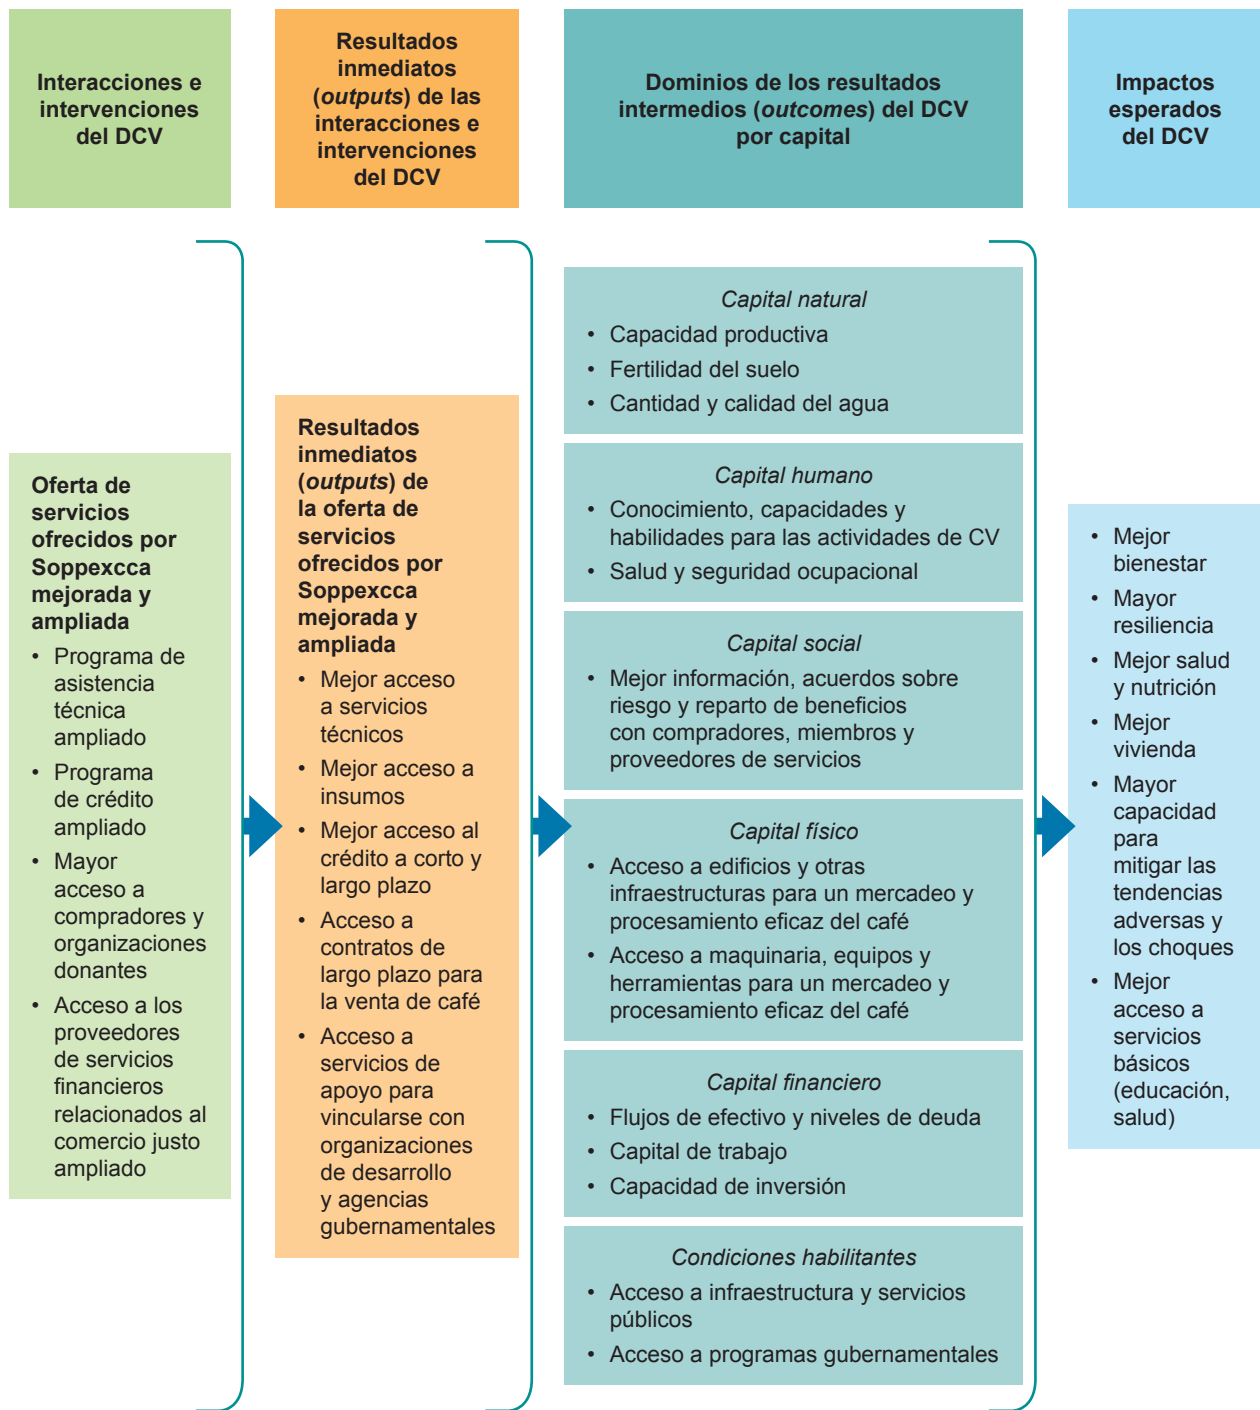 Interacciones e
intervenciones
del DCV
Resultados
inmediatos
(outputs) de las
interacciones e
intervenciones
del DCV
Dominios de los resultados
intermedios (outcomes) del DCV
por capital
Impactos
esperados
del DCV
Oferta de
servicios
ofrecidos por
Soppexcca
mejorada y
ampliada
• Programa de
asistencia
técnica
ampliado
• Programa
de crédito
ampliado
• Mayor
acceso a
compradores y
organizaciones
donantes
• Acceso a los
proveedores
de servicios
financieros
relacionados al
comercio justo
ampliado
Resultados
inmediatos
(outputs) de
la oferta de
servicios
ofrecidos por
Soppexcca
mejorada y
ampliada
• Mejor acceso
a servicios
técnicos
• Mejor acceso a
insumos
• Mejor acceso al
crédito a corto y
largo plazo
• Acceso a
contratos de
largo plazo para
la venta de café
• Acceso a
servicios de
apoyo para
vincularse con
organizaciones
de desarrollo
y agencias
gubernamentales
Capital natural
• Capacidad productiva
• Fertilidad del suelo
• Cantidad y calidad del agua
Capital humano
• Conocimiento, capacidades y
habilidades para las actividades de CV
• Salud y seguridad ocupacional
Capital social
• Mejor información, acuerdos sobre
riesgo y reparto de beneficios
con compradores, miembros y
proveedores de servicios
Capital físico
• Acceso a edificios y otras
infraestructuras para un mercadeo y
procesamiento eficaz del café
• Acceso a maquinaria, equipos y
herramientas para un mercadeo y
procesamiento eficaz del café
Capital financiero
• Flujos de efectivo y niveles de deuda
• Capital de trabajo
• Capacidad de inversión
Condiciones habilitantes
• Acceso a infraestructura y servicios
públicos
• Acceso a programas gubernamentales
• Mejor
bienestar
• Mayor
resiliencia
• Mejor salud
y nutrición
• Mejor
vivienda
• Mayor
capacidad
para
mitigar las
tendencias
adversas y
los choques
• Mejor
acceso a
servicios
básicos
(educación,
salud)